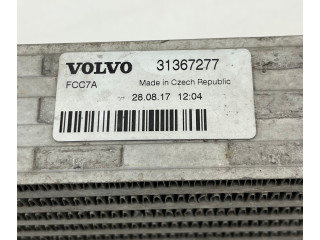 VOLVO 31367277
FCC7A Made in Czech Republic
28.08.17 12:04